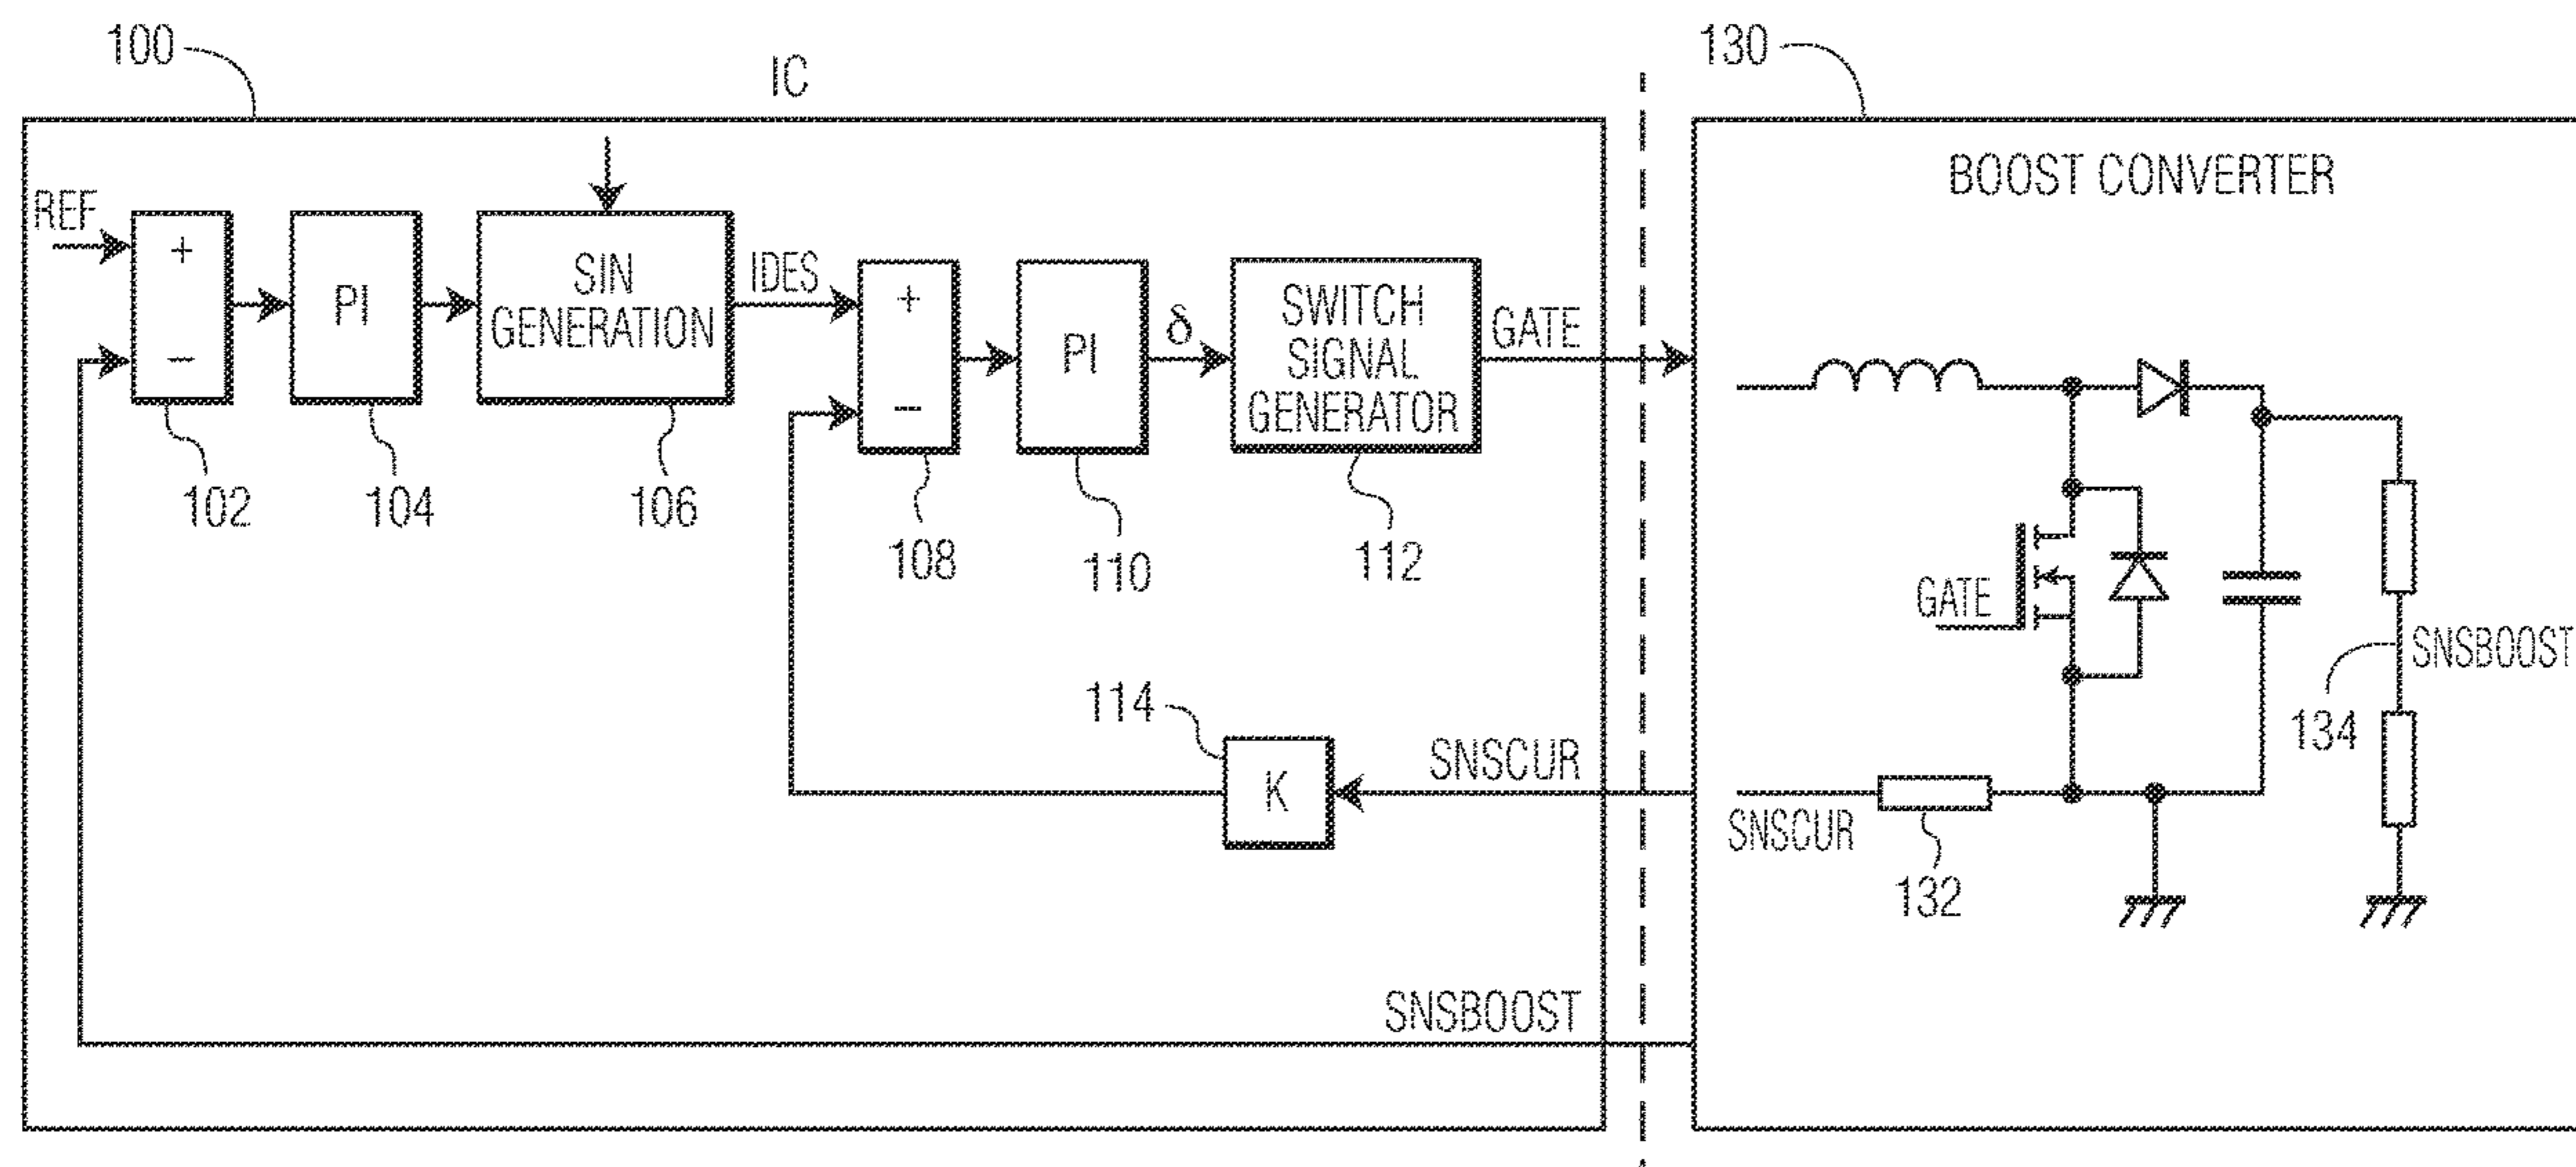 100
IC
130
BOOST CONVERTER
REF
+
−
PI
SIN
GENERATION
IDES
+
−
PI
δ
SWITCH
SIGNAL
GENERATOR
GATE
102
104
106
108
110
112
GATE
SNSBOOST
134
114
K
SNSCUR
SNSCUR
132
SNSBOOST